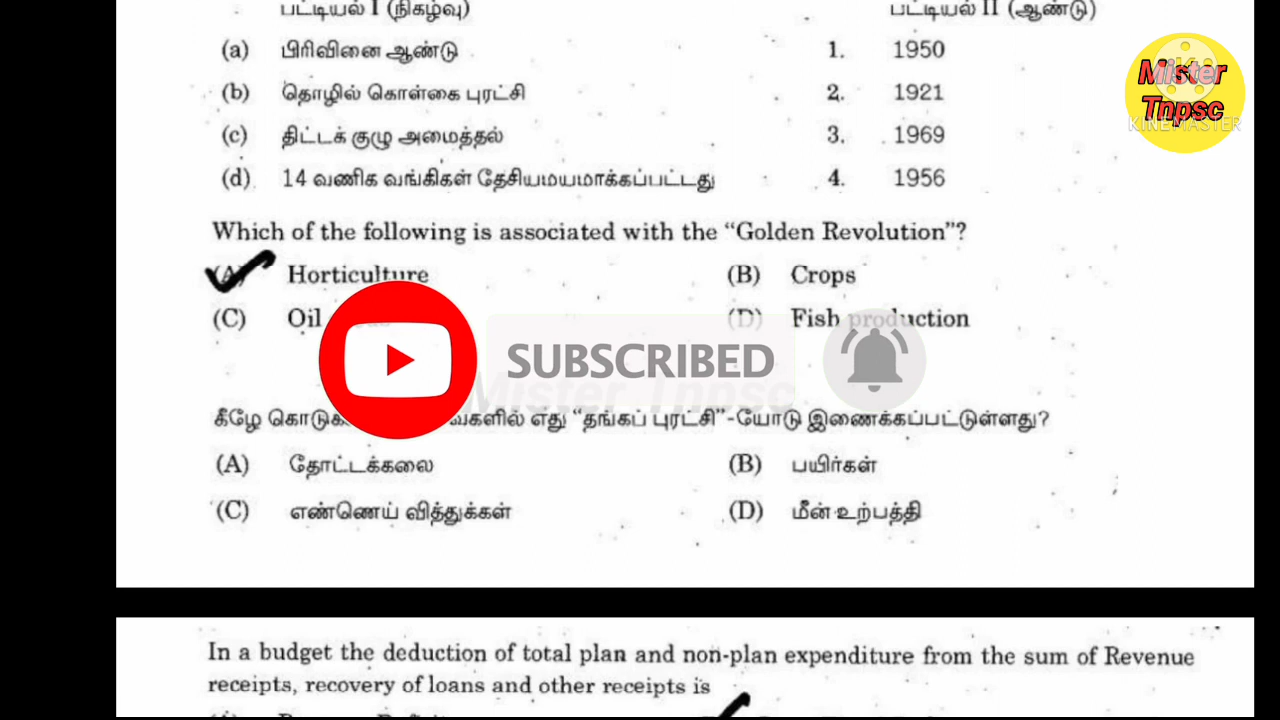 பட்டியல் I (நிகழ்வு) பட்டியல் II (ஆண்டு)
(a) பிரிவினை ஆண்டு 1. 1950
(b) தொழில் கொள்கை புரட்சி 2. 1921
(c) திட்டக் குழு அமைத்தல் 3. 1969
(d) 14 வணிக வங்கிகள் தேசியமயமாக்கப்பட்டது 4. 1956
Mister
Tnpsc
KINEMASTER
Which of the following is associated with the “Golden Revolution”?
(A) Horticulture (B) Crops
(C) Oil (D) Fish production
SUBSCRIBED
Mister Tnpsc
கீழே எது “தங்கப் புரட்சி”-யோடு இணைக்கப்பட்டுள்ளது?
(A) தோட்டக்கலை (B) பயிர்கள்
(C) எண்ணெய் வித்துக்கள் (D) மீன் உற்பத்தி
In a budget the deduction of total plan and non-plan expenditure from the sum of Revenue
receipts, recovery of loans and other receipts is